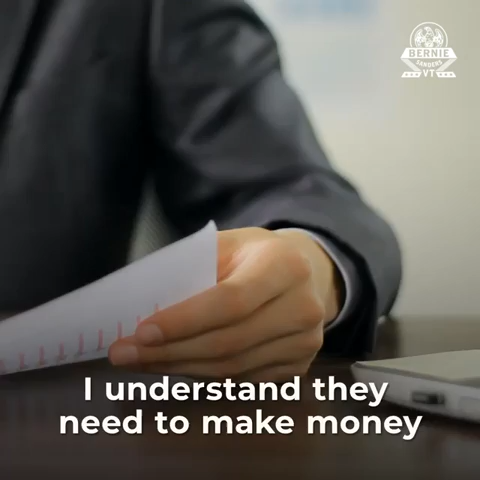 BERNIE
SANDERS
VT
I understand they
need to make money